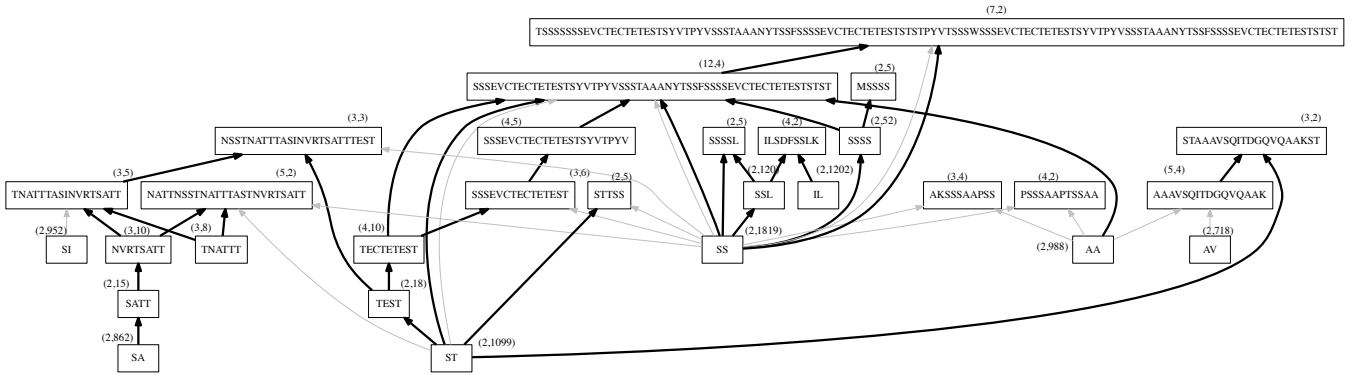 (7,2)
TSSSSSSSEVCTECTETESTSYVTPYVSSSTAAANYTSSFSSSSEVCTECTETESTSTSTPYVTSSSWSSSEVCTECTETESTSYVTPYVSSSTAAANYTSSFSSSSEVCTECTETESTSTST
(12,4)
SSSEVCTECTETESTSYVTPYVSSSTAAANYTSSFSSSSEVCTECTETESTSTST
(2,5)
MSSSS
(3,3)
NSSTNATTTASINVRTSATTTEST
(4,5)
SSSEVCTECTETESTSYVTPYV
(2,5)
SSSSL
(4,2)
ILSDFSSLK
(2,52)
SSSS
(3,2)
STAAAVSQITDGQVQAAKST
(3,5)
TNATTTASINVRTSATT
(5,2)
NATTNSSTNATTTASTNVRTSATT
(3,6)
SSSEVCTECTETEST
(2,5)
STTSS
(2,120)
SSL
(2,1202)
IL
(3,4)
AKSSSAAPSS
(4,2)
PSSSAAPTSSAA
(5,4)
AAAVSQITDGQVQAAK
(2,952)
SI
(3,10)
NVRTSATT
(3,8)
TNATTT
(4,10)
TECTETEST
(2,1819)
SS
(2,988)
AA
(2,718)
AV
(2,15)
SATT
(2,18)
TEST
(2,862)
SA
(2,1099)
ST